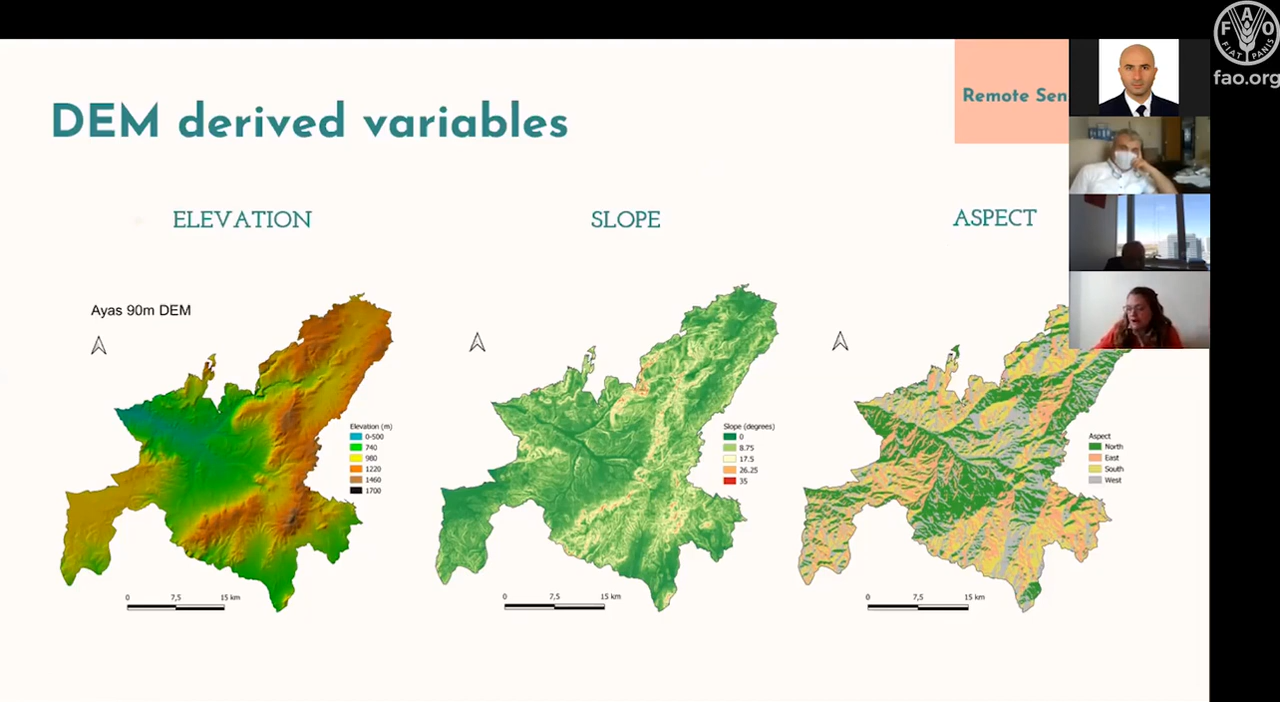 DEM derived variables
Remote Sen
FAO
FIAT PANIS
fao.org
ELEVATION
SLOPE
ASPECT
Ayas 90m DEM
Elevation (m)
0-500
740
980
1220
1460
1700
0 7,5 15 km
Slope (degrees)
0
8.75
17.5
26.25
35
0 7,5 15 km
Aspect
North
East
South
West
0 7,5 15 km